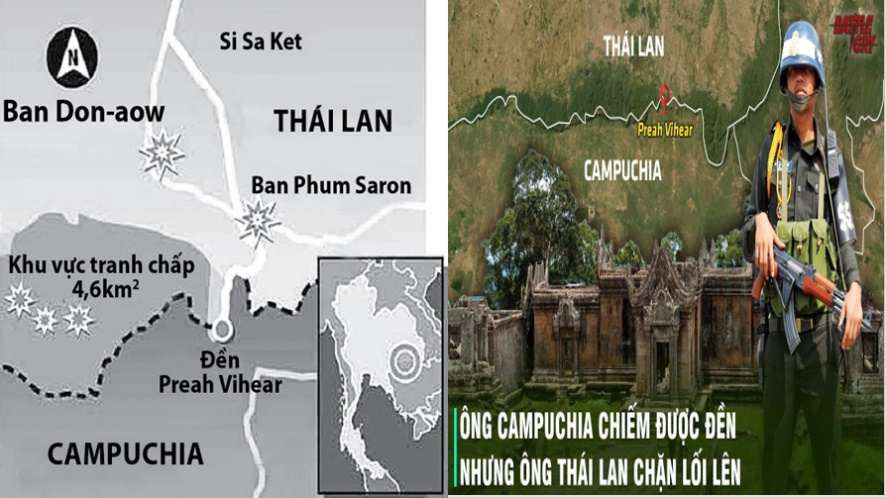 N
Si Sa Ket
Ban Don-aow
THÁI LAN
Ban Phum Saron
Khu vực tranh chấp
4,6km²
Đền
Preah Vihear
CAMPUCHIA
BATTLE
CRY
THÁI LAN
Preah Vihear
CAMPUCHIA
ÔNG CAMPUCHIA CHIẾM ĐƯỢC ĐỀN
NHƯNG ÔNG THÁI LAN CHẶN LỐI LÊN